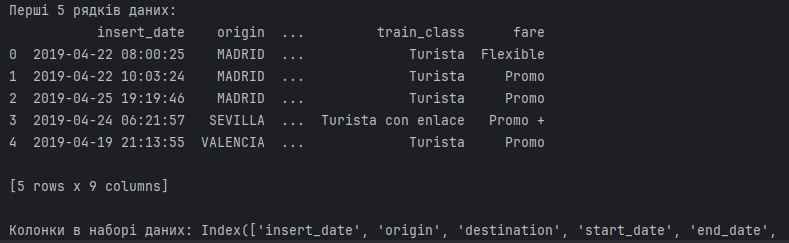 Перші 5 рядків даних:
insert_date origin ... train_class fare
0 2019-04-22 08:00:25 MADRID ... Turista Flexible
1 2019-04-22 10:03:24 MADRID ... Turista Promo
2 2019-04-25 19:19:46 MADRID ... Turista Promo
3 2019-04-24 06:21:57 SEVILLA ... Turista con enlace Promo +
4 2019-04-19 21:13:55 VALENCIA ... Turista Promo
[5 rows x 9 columns]
Колонки в наборі даних: Index(['insert_date', 'origin', 'destination', 'start_date', 'end_date',